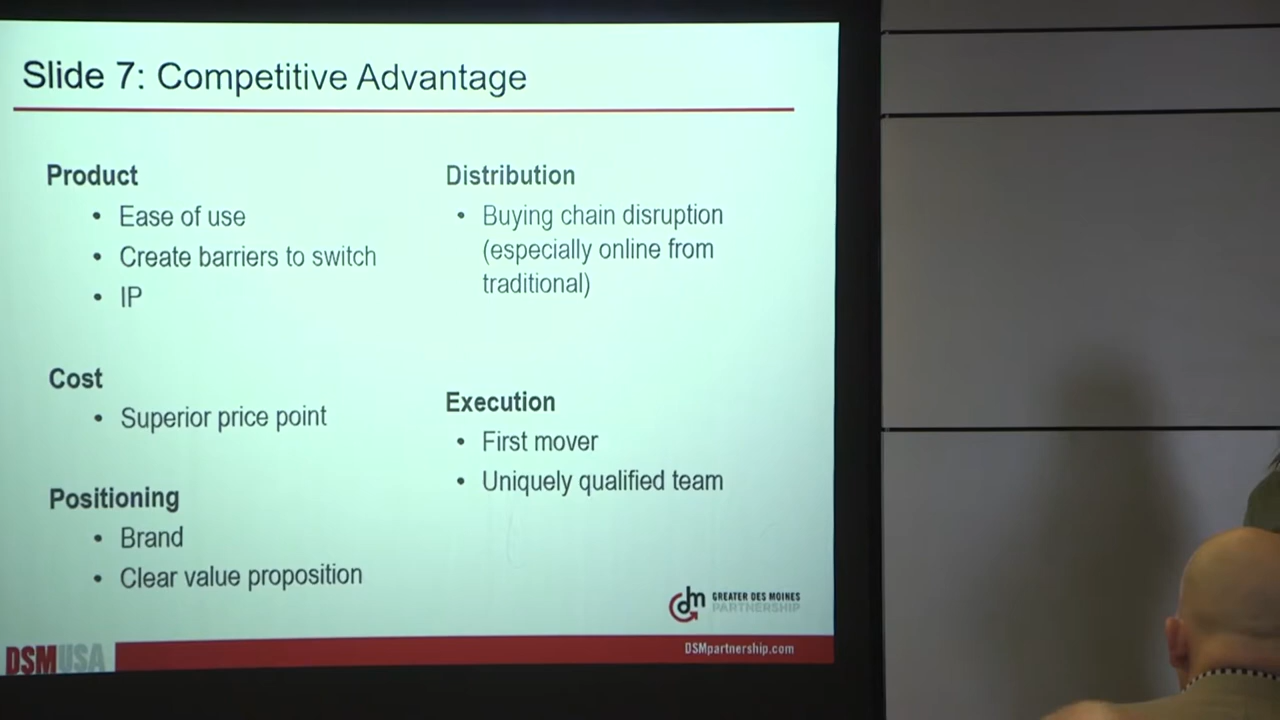 Slide 7: Competitive Advantage
Product
• Ease of use
• Create barriers to switch
• IP
Cost
• Superior price point
Positioning
• Brand
• Clear value proposition
Distribution
• Buying chain disruption
(especially online from
traditional)
Execution
• First mover
• Uniquely qualified team
dm GREATER DES MOINES
PARTNERSHIP
DSMUSA
DSMpartnership.com